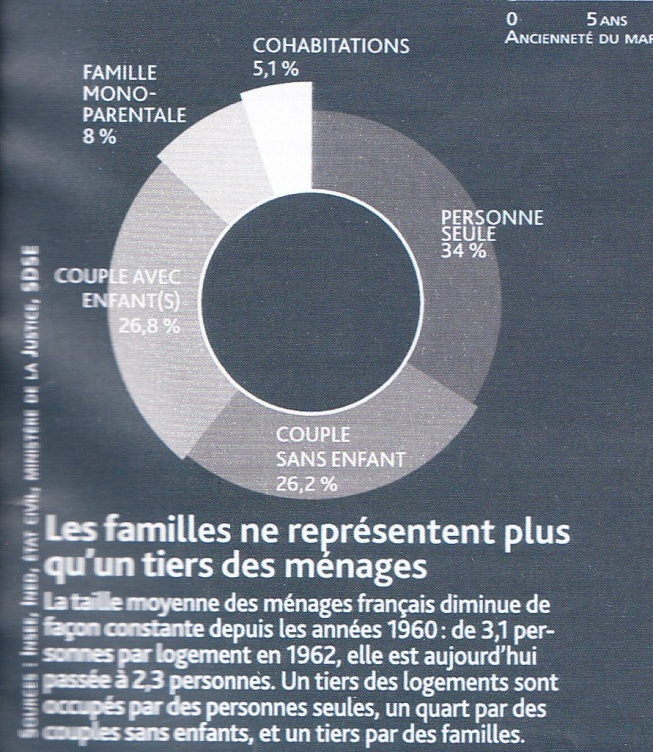 0 5 ANS
ANCIENNETÉ DU MAR
COHABITATIONS
5,1 %
FAMILLE
MONO-
PARENTALE
8 %
PERSONNE
SEULE
34 %
COUPLE AVEC
ENFANT(S)
26,8 %
COUPLE
SANS ENFANT
26,2 %
Les familles ne représentent plus
qu'un tiers des ménages
La taille moyenne des ménages français diminue de
façon constante depuis les années 1960 : de 3,1 per-
sonnes par logement en 1962, elle est aujourd'hui
passée à 2,3 personnes. Un tiers des logements sont
occupés par des personnes seules, un quart par des
couples sans enfants, et un tiers par des familles.
SOURCES : INSEE, INED, ÉTAT CIVIL, MINISTÈRE DE LA JUSTICE, SDSE